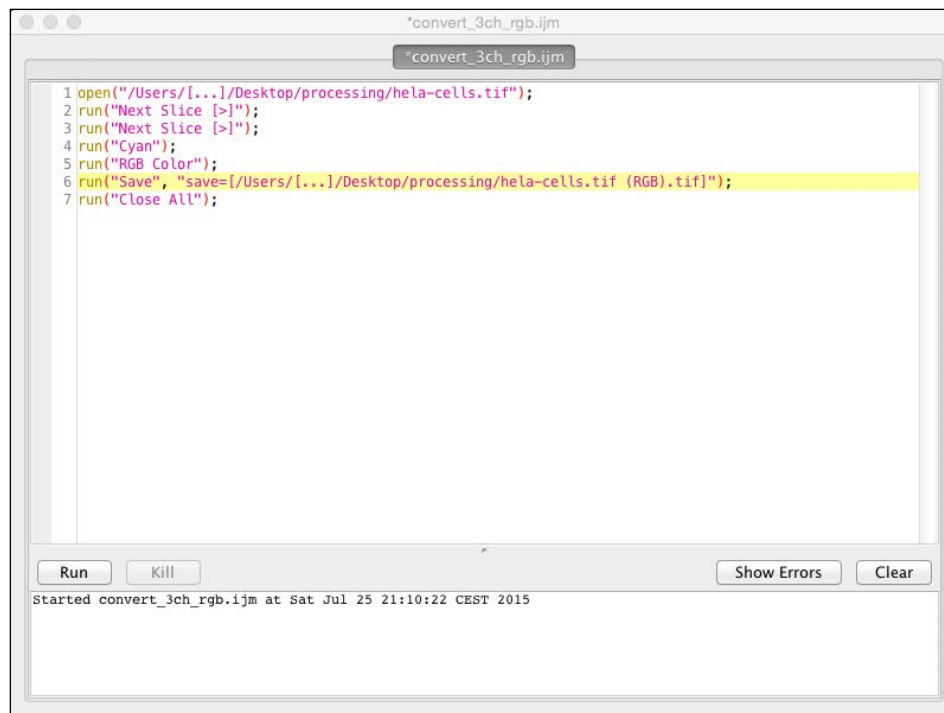 *convert_3ch_rgb.ijm
*convert_3ch_rgb.ijm
1 open("/Users/[...]/Desktop/processing/hela-cells.tif");
2 run("Next Slice [>]");
3 run("Next Slice [>]");
4 run("Cyan");
5 run("RGB Color");
6 run("Save", "save=[/Users/[...]/Desktop/processing/hela-cells.tif (RGB).tif]");
7 run("Close All");
Run Kill Show Errors Clear
Started convert_3ch_rgb.ijm at Sat Jul 25 21:10:22 CEST 2015